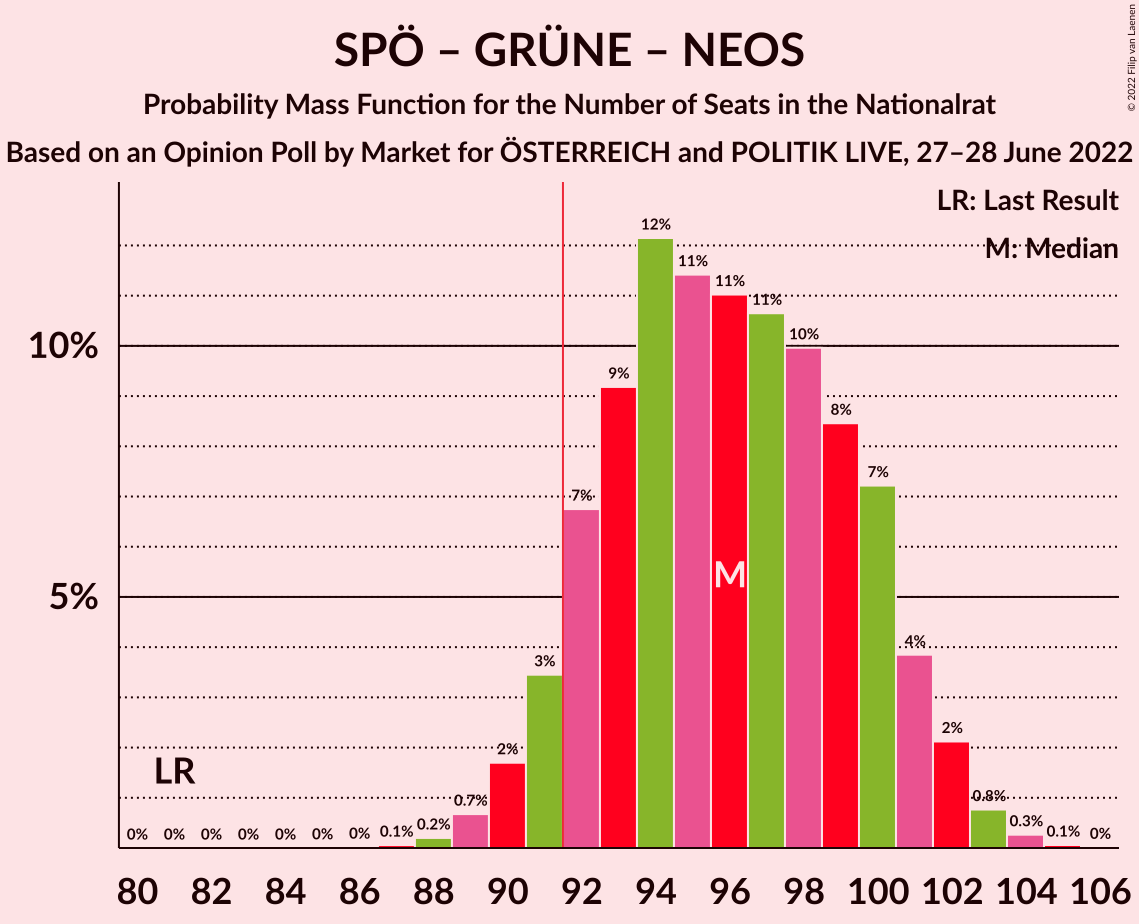 SPÖ – GRÜNE – NEOS
Probability Mass Function for the Number of Seats in the Nationalrat
Based on an Opinion Poll by Market for ÖSTERREICH and POLITIK LIVE, 27–28 June 2022
© 2022 Filip van Laenen
LR: Last Result
M: Median
10%
5%
0% 0% 0% 0% 0% 0% 0% 0.1% 0.2% 0.7% 2% 3% 7% 9% 12% 11% 11% 11% 10% 8% 7% 4% 2% 0.8% 0.3% 0.1% 0%
M
LR
80 82 84 86 88 90 92 94 96 98 100 102 104 106